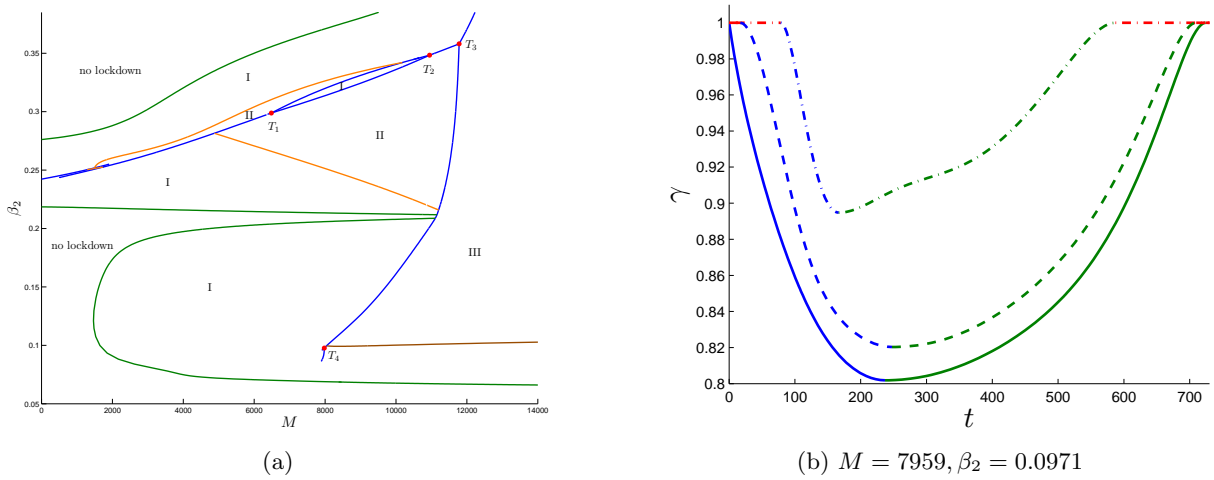 0.35
0.3
0.25
0.2
0.15
0.1
0.05
β₂
0
2000
4000
6000
8000
10000
12000
14000
M
no lockdown
I
T₃
T₂
I
II
T₁
II
I
no lockdown
III
I
T₄
(a)
1
0.98
0.96
0.94
0.92
0.9
0.88
0.86
0.84
0.82
0.8
γ
0
100
200
300
400
500
600
700
t
(b) M = 7959, β₂ = 0.0971